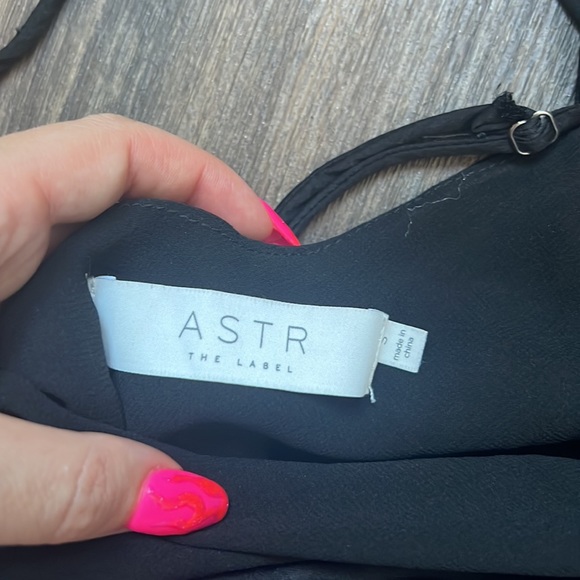 ASTR
THE LABEL
S
made in
china